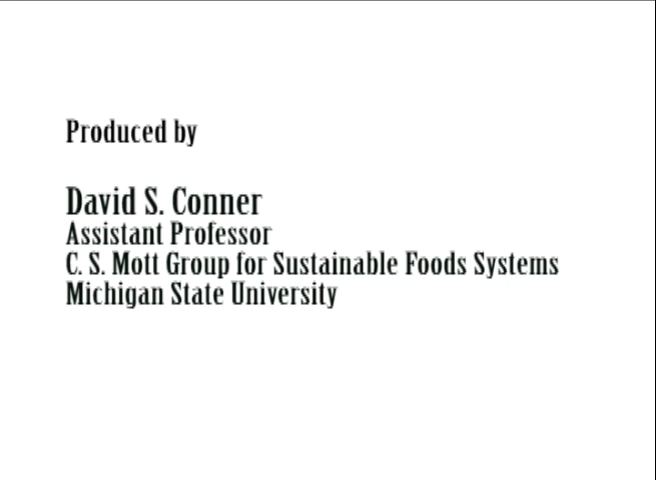 Produced by
David S. Conner
Assistant Professor
C. S. Mott Group for Sustainable Foods Systems
Michigan State University